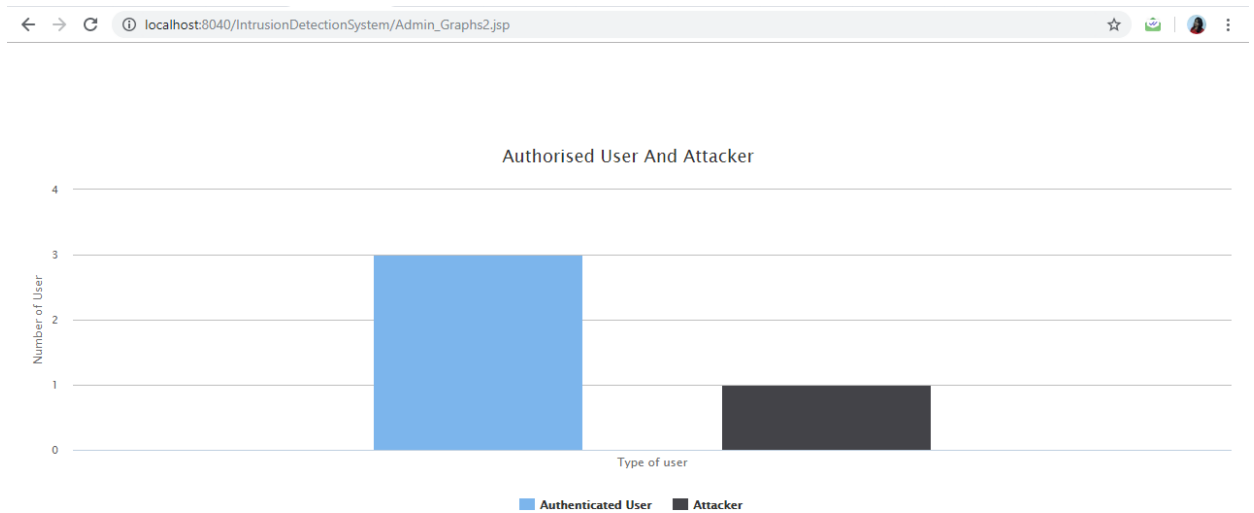 localhost:8040/IntrusionDetectionSystem/Admin_Graphs2.jsp
Authorised User And Attacker
4
3
2
1
0
Number of User
Type of user
Authenticated User Attacker